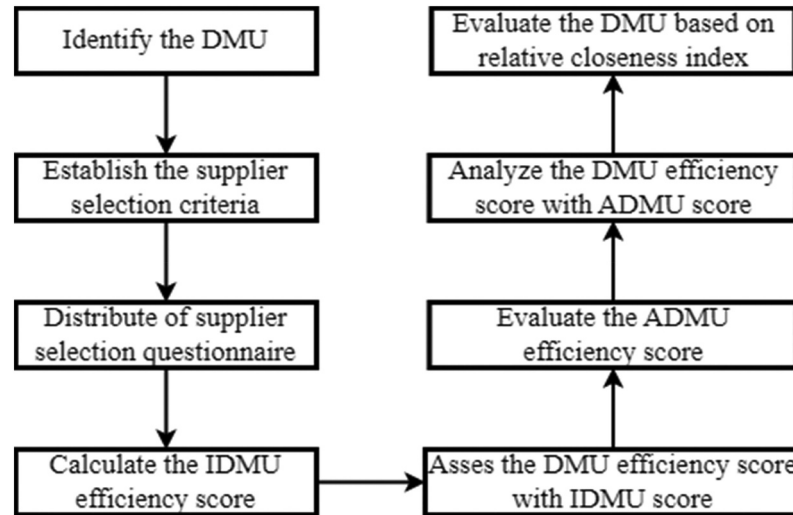 Identify the DMU
Establish the supplier
selection criteria
Distribute of supplier
selection questionnaire
Calculate the IDMU
efficiency score
Asses the DMU efficiency score
with IDMU score
Evaluate the ADMU
efficiency score
Analyze the DMU efficiency
score with ADMU score
Evaluate the DMU based on
relative closeness index